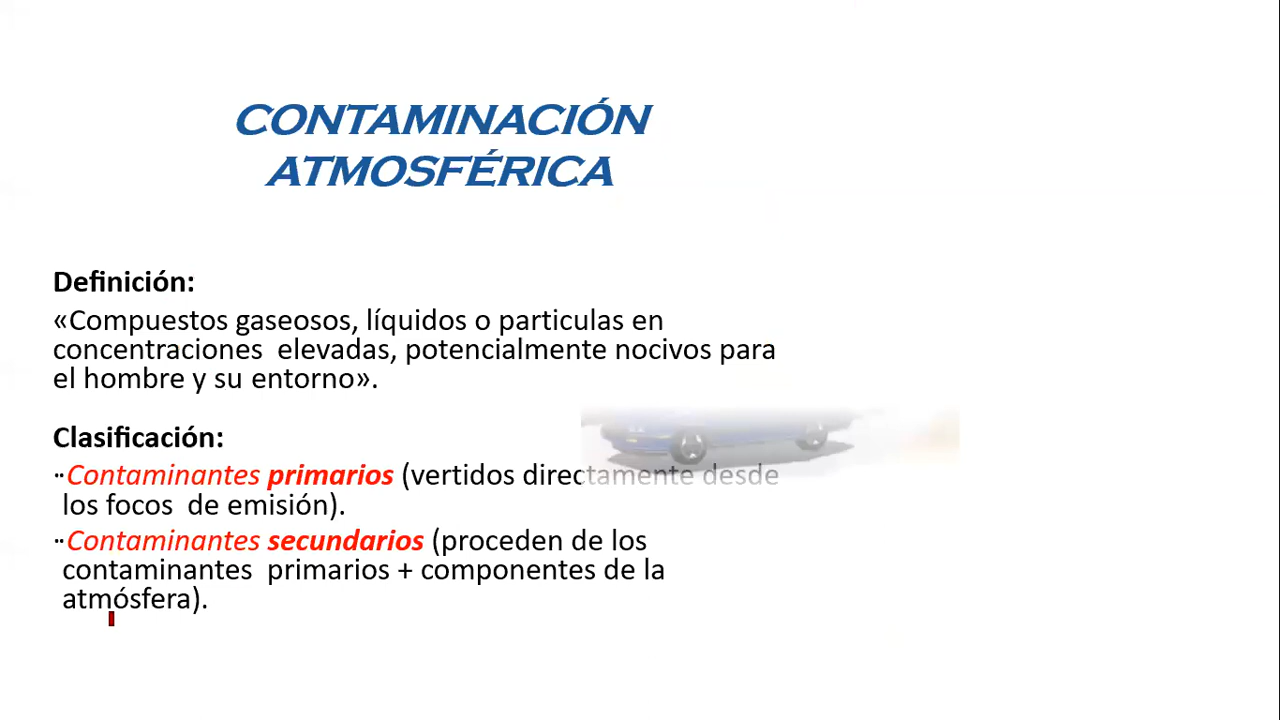 CONTAMINACIÓN
ATMOSFÉRICA
Definición:
«Compuestos gaseosos, líquidos o particulas en
concentraciones elevadas, potencialmente nocivos para
el hombre y su entorno».
Clasificación:
··Contaminantes primarios (vertidos directamente desde
los focos de emisión).
··Contaminantes secundarios (proceden de los
contaminantes primarios + componentes de la
atmósfera).